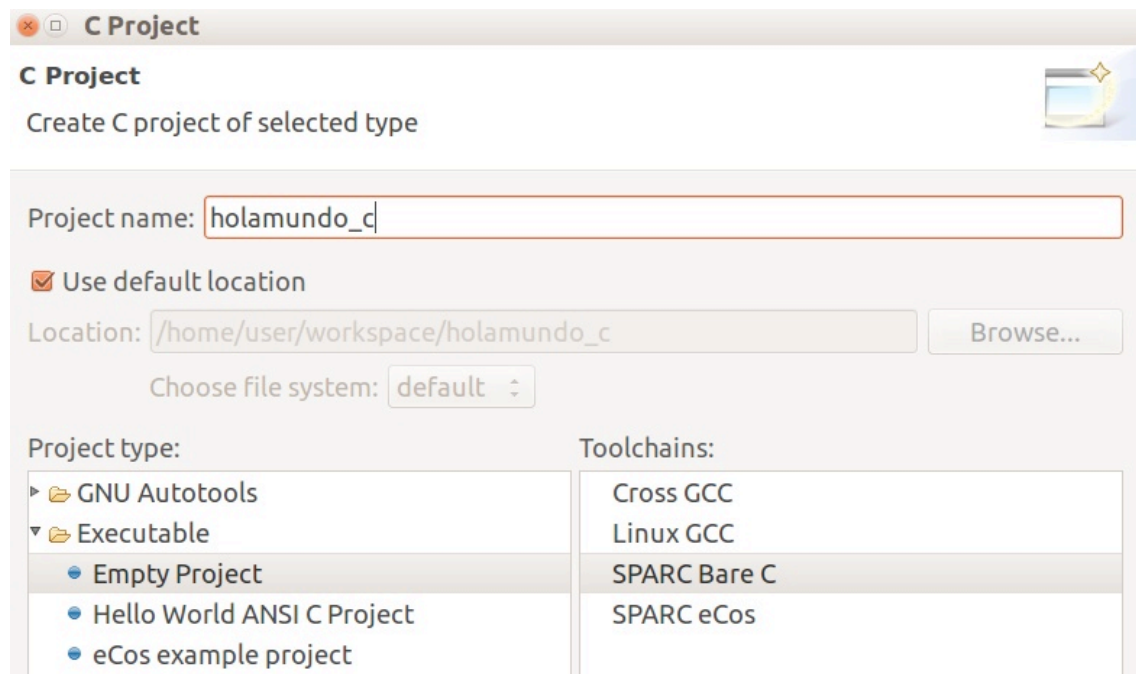 C Project
C Project
Create C project of selected type
Project name: holamundo_c
Use default location
Location: /home/user/workspace/holamundo_c Browse...
Choose file system: default
Project type:
GNU Autotools
Executable
Empty Project
Hello World ANSI C Project
eCos example project
Toolchains:
Cross GCC
Linux GCC
SPARC Bare C
SPARC eCos